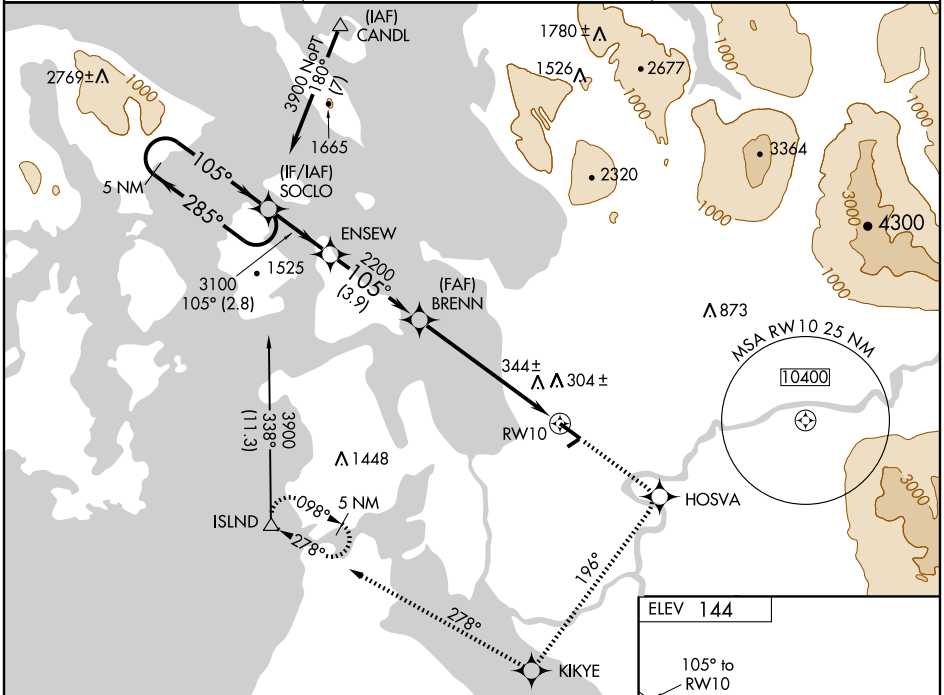 (IAF)
CANDL
3900 NoPT
180°
(7)
1665
2769±
1000
1780±
1526
2677
1000
1000
2320
3364
1000
3000
4300
1000
105°
5 NM
285°
(IF/IAF)
SOCLO
ENSEW
1525
3100
105° (2.8)
2200
105°
(3.9)
(FAF)
BRENN
873
MSA RW10 25 NM
10400
344±
304±
RW10
3900
338°
(11.3)
1448
ISLND
098°
5 NM
278°
HOSVA
3000
196°
278°
KIKYE
ELEV 144
105° to
RW10